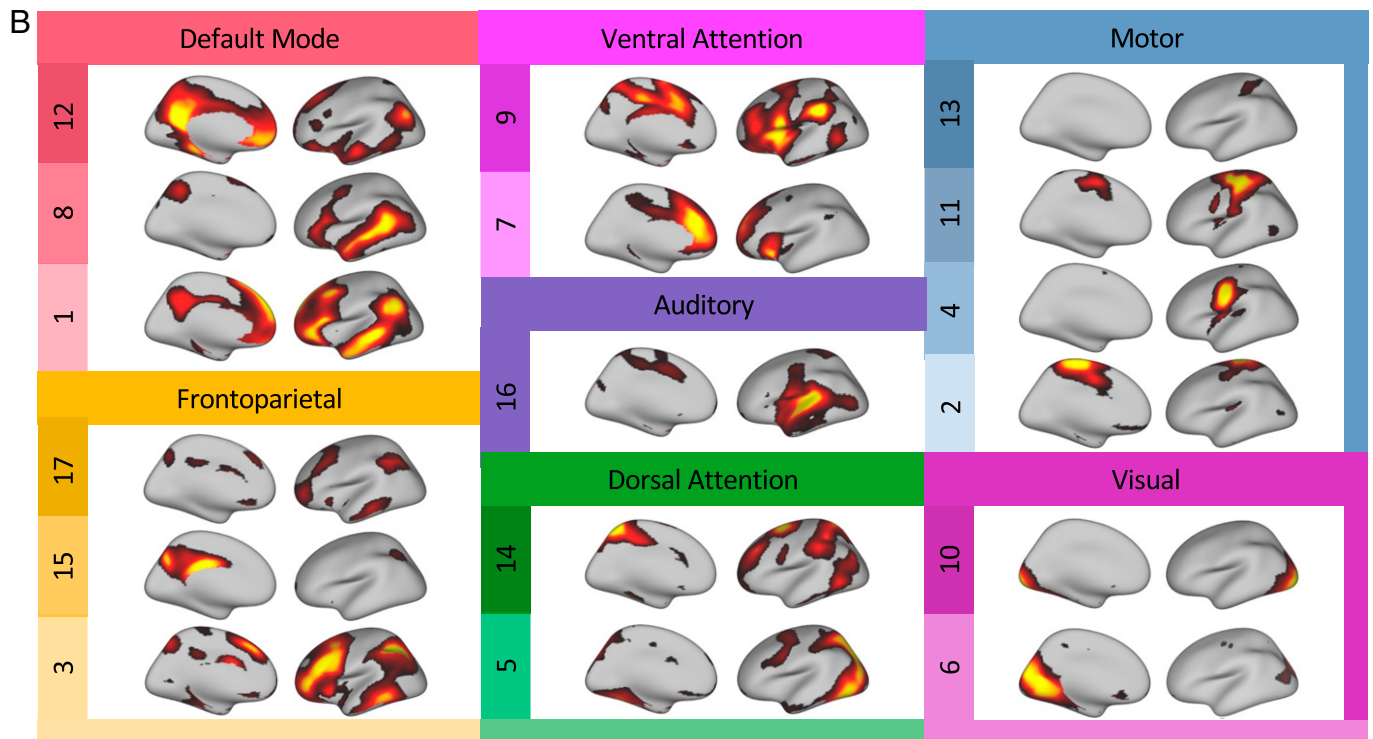 B
Default Mode
12
8
1
Frontoparietal
17
15
3
Ventral Attention
9
7
Auditory
16
Dorsal Attention
14
5
Motor
13
11
4
2
Visual
10
6